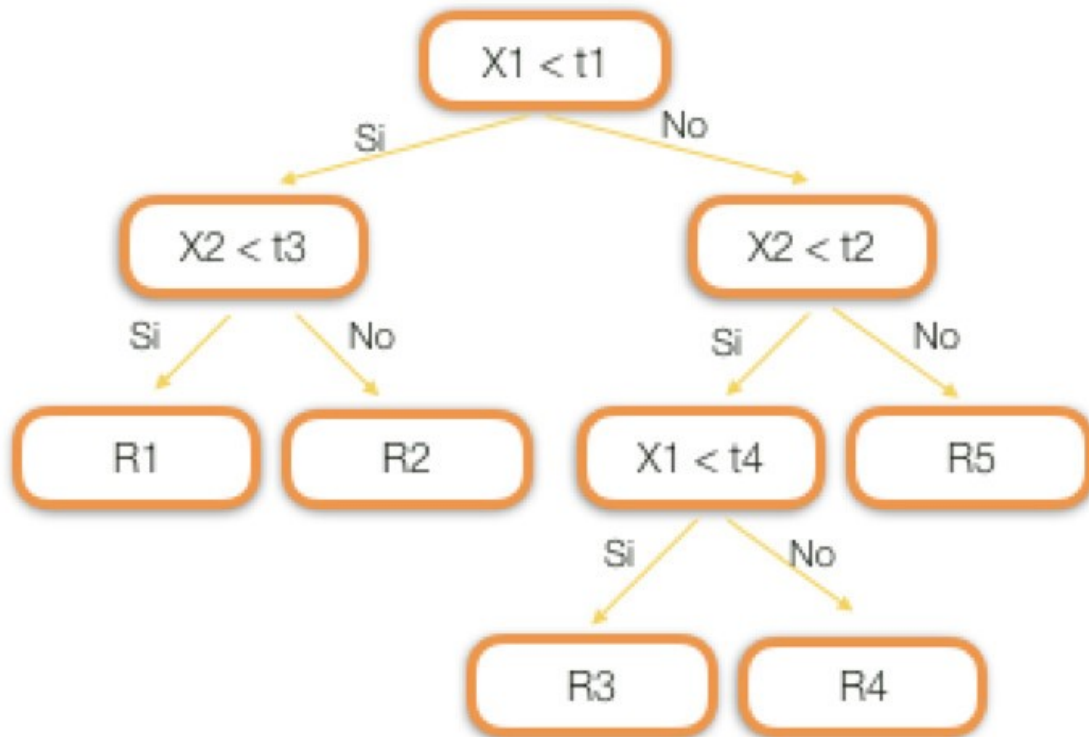 X1 < t1
Si
No
X2 < t3
X2 < t2
Si
No
Si
No
R1
R2
X1 < t4
R5
Si
No
R3
R4